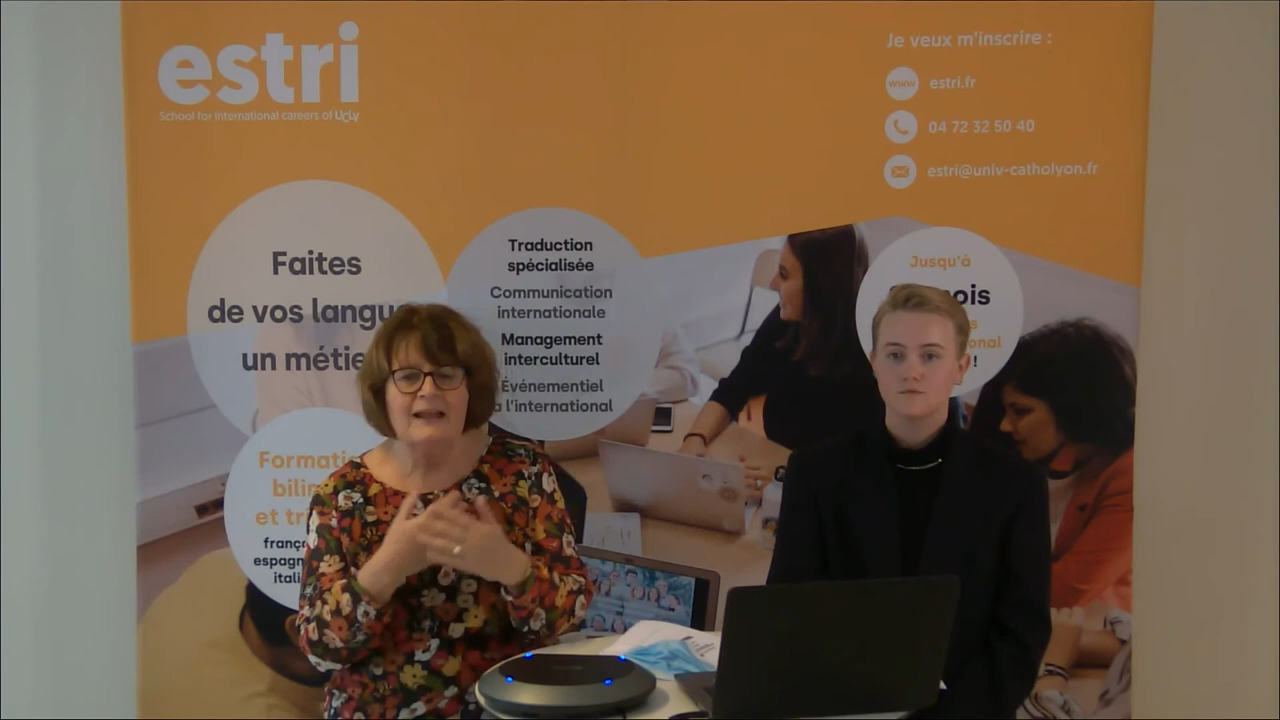 estri
School for international careers of UCLy
Je veux m'inscrire :
www
estri.fr
04 72 32 50 40
estri@univ-catholyon.fr
Faites
de vos langu
un métie
Traduction
spécialisée
Communication
internationale
Management
interculturel
Événementiel
à l'international
Jusqu'à
mois
onal
!
Formati
bilin
et tri
franç
espagn
itali